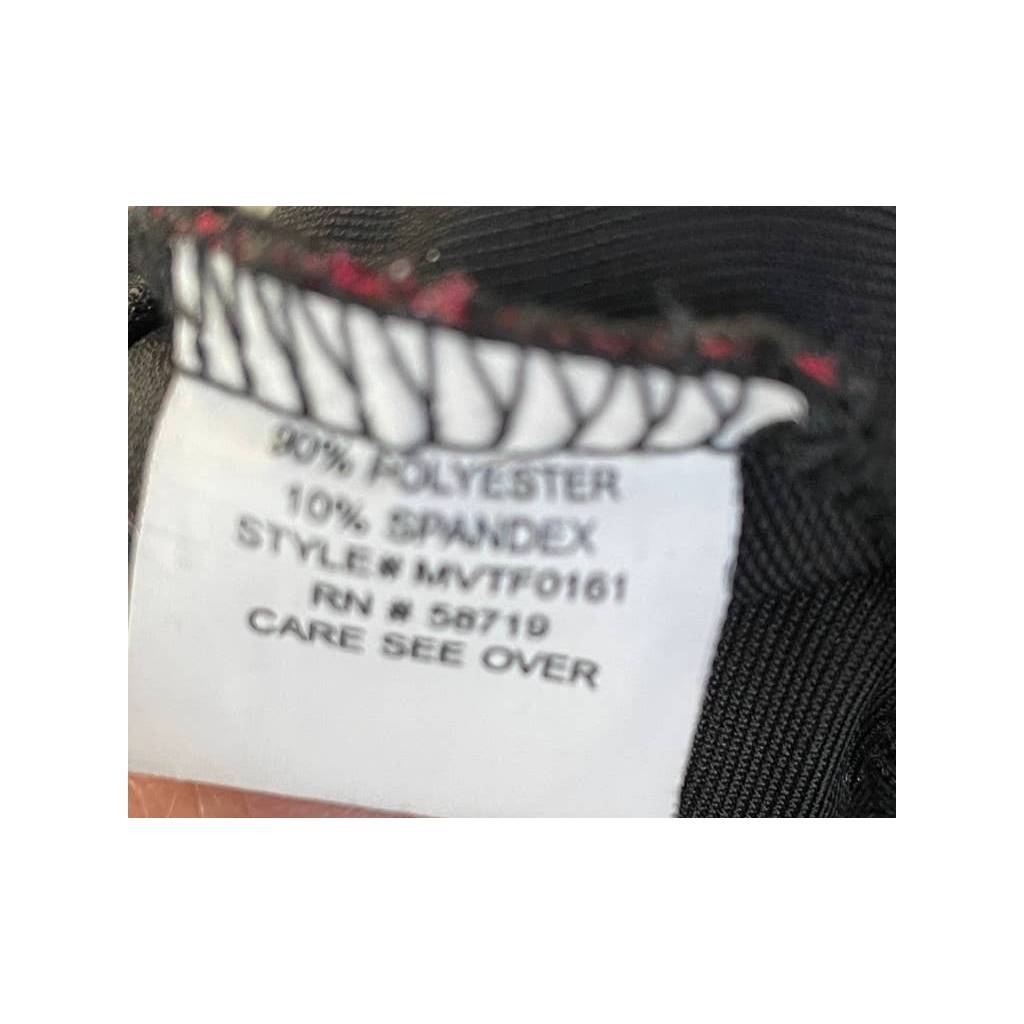 90% POLYESTER
10% SPANDEX
STYLE# MVTF0161
RN # 58719
CARE SEE OVER